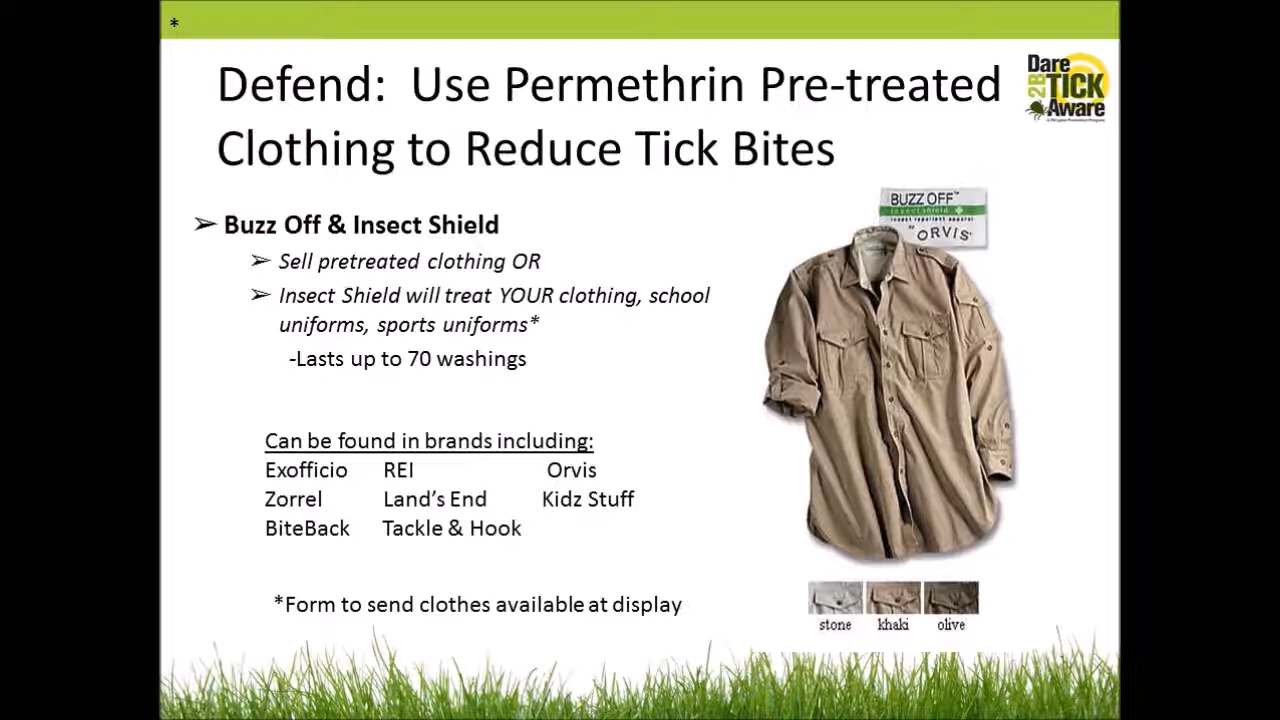 *
Defend: Use Permethrin Pre-treated
Clothing to Reduce Tick Bites
Dare
2B TICK
Aware
➢ Buzz Off & Insect Shield
➢ Sell pretreated clothing OR
➢ Insect Shield will treat YOUR clothing, school
uniforms, sports uniforms*
-Lasts up to 70 washings
Can be found in brands including:
Exofficio REI Orvis
Zorrel Land's End Kidz Stuff
BiteBack Tackle & Hook
*Form to send clothes available at display
BUZZ OFF™
insect shield
insect repellent apparel
ORVIS
stone khaki olive